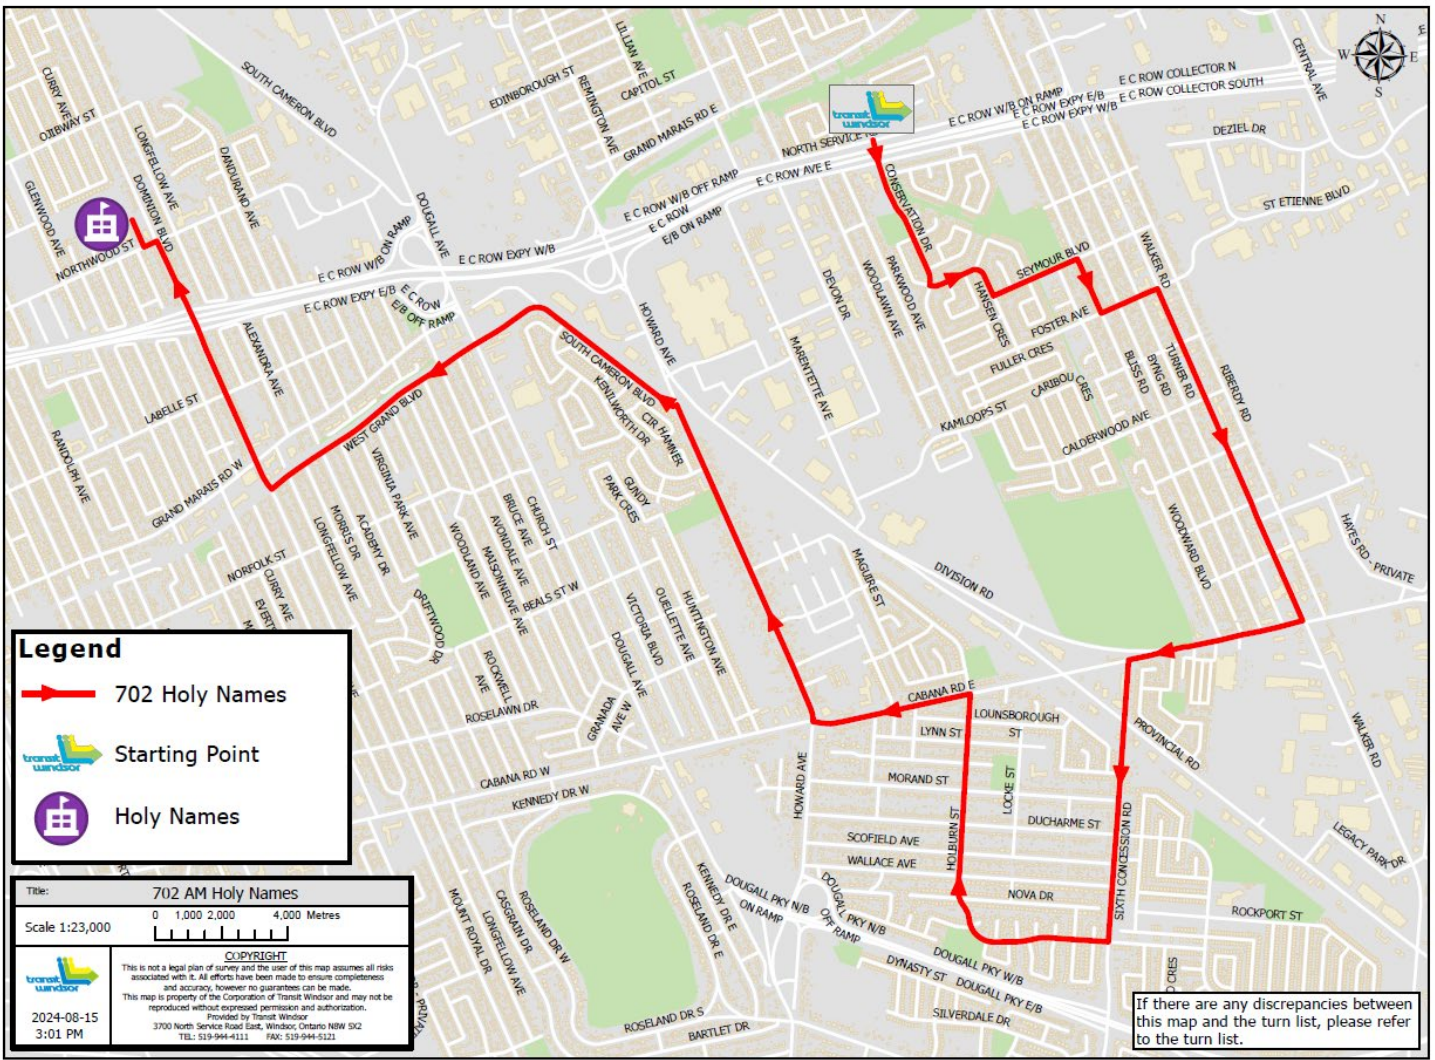 N
W
E
S
CURRY AVE
OJIBWAY ST
LONGFELLOW AVE
DOMINION BLVD
DANDURAND AVE
GLENWOOD AVE
NORTHWOOD ST
SOUTH CAMERON BLVD
DOUGALL AVE
EDINBOROUGH ST
REMINGTON AVE
LILLIAN AVE
CAPITOL ST
GRAND MARAIS RD E
transit
windsor
NORTH SERVICE
E C ROW W/B ON RAMP
E C ROW COLLECTOR N
E C ROW EXPY E/B
E C ROW COLLECTOR SOUTH
E C ROW EXPY W/B
CENTRAL AVE
DEZIEL DR
ST ETIENNE BLVD
E C ROW AVE E
E C ROW W/B OFF RAMP
E C ROW
E/B ON RAMP
E C ROW EXPY W/B
E C ROW W/B ON RAMP
E C ROW EXPY E/B
E C ROW
E/B OFF RAMP
CONSERVATION DR
SEYMOUR BLVD
WALKER RD
PARKWOOD AVE
WOODLAWN AVE
DEVON DR
HANSEN CRES
FOSTER AVE
FULLER CRES
CARIBOU CRES
KAMLOOPS ST
BLISS RD
BYNG RD
TURNER RD
RIBERDY RD
CALDERWOOD AVE
HOWARD AVE
MARENTETTE AVE
ALEXANDRA AVE
LABELLE ST
RANDOLPH AVE
GRAND MARAIS RD W
WEST GRAND BLVD
SOUTH CAMERON BLVD
KENILWORTH DR
CIR HAMNER
GUNDY
PARK CRES
VIRGINIA PARK AVE
ACADEMY DR
MORRIS DR
LONGFELLOW AVE
NORFOLK ST
CURRY AVE
CHURCH ST
BRUCE AVE
AVONDALE AVE
MAISONNEUVE AVE
WOODLAND AVE
BEALS ST W
DRIFTWOOD DR
ROCKWELL
AVE
HUNTINGTON AVE
OUELLETTE AVE
VICTORIA BLVD
DOUGALL AVE
GRANADA
AVE W
ROSELAWN DR
CABANA RD W
KENNEDY DR W
MAGUIRE ST
DIVISION RD
WOODWARD BLVD
HAYES RD - PRIVATE
CABANA RD E
LOUNSBOROUGH
ST
LYNN ST
MORAND ST
LOCKE ST
DUCHARME ST
SCOFIELD AVE
WALLACE AVE
HOLBURN ST
NOVA DR
HOWARD AVE
SIXTH CONCESSION RD
PROVINCIAL RD
WALKER RD
LEGACY PARK DR
ROCKPORT ST
DOUGALL PKY N/B
ON RAMP
DOUGALL PKY N/B
OFF RAMP
DOUGALL PKY W/B
DYNASTY ST
DOUGALL PKY E/B
SILVERDALE DR
KENNEDY DR E
ROSELAND DR E
MOUNT ROYAL DR
LONGFELLOW AVE
CASGRAIN DR
ROSELAND DR W
ROSELAND DR S
BARTLET DR
Legend
702 Holy Names
transit
windsor
Starting Point
Holy Names
Title:
702 AM Holy Names
Scale 1:23,000
0 1,000 2,000 4,000 Metres
transit
windsor
2024-08-15
3:01 PM
COPYRIGHT
This is not a legal plan of survey and the user of this map assumes all risks
associated with it. All efforts have been made to ensure completeness
and accuracy, however no guarantees can be made.
This map is property of the Corporation of Transit Windsor and may not be
reproduced without expressed permission and authorization.
Provided by Transit Windsor
3700 North Service Road East, Windsor, Ontario N8W 5X2
TEL: 519-944-4111 FAX: 519-944-5121
If there are any discrepancies between
this map and the turn list, please refer
to the turn list.